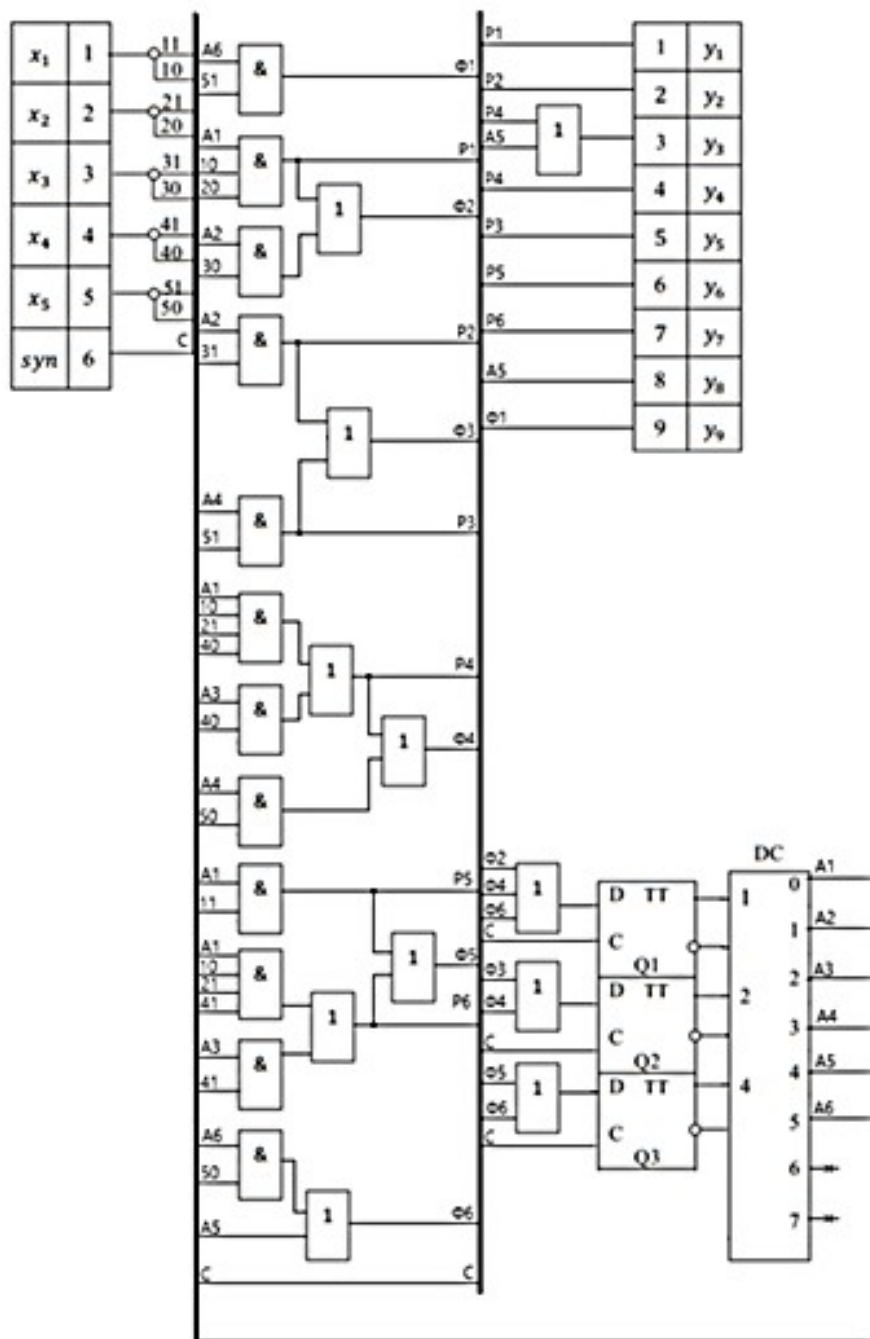 x₁ 1
11
10
x₂ 2
21
20
x₃ 3
31
30
x₄ 4
41
40
x₅ 5
51
50
syn 6
C
A6
51
&
Ф1
A1
10
20
&
P1
1
Ф2
A2
30
&
A2
31
&
P2
1
Ф3
A4
51
&
P3
A1
10
21
40
&
1
P4
A3
40
&
1
Ф4
A4
50
&
A1
11
&
P5
1
Ф5
A1
10
21
41
&
1
P6
A3
41
&
A6
50
&
1
Ф6
A5
C
C
P1
1 y₁
P2
2 y₂
P4
A5
1
3 y₃
P4
4 y₄
P3
5 y₅
P5
6 y₆
P6
7 y₇
A5
8 y₈
Ф1
9 y₉
Ф2
Ф4
Ф6
1
C
D TT
C
Q1
Ф3
Ф4
1
C
D TT
C
Q2
Ф5
Ф6
1
C
D TT
C
Q3
DC
1
2
4
0 A1
1 A2
2 A3
3 A4
4 A5
5 A6
6
7